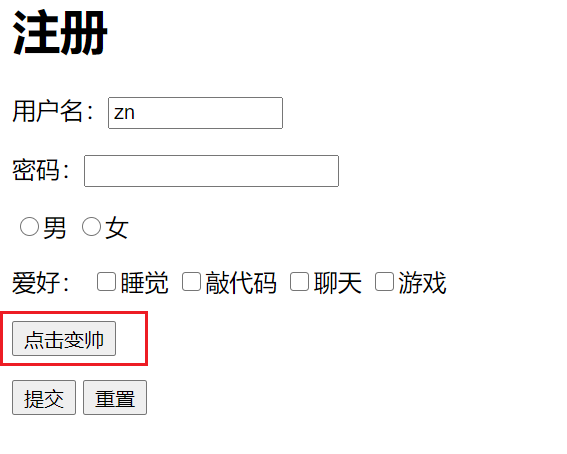 注册
用户名：zn
密码：
男 女
爱好： 睡觉 敲代码 聊天 游戏
点击变帅
提交 重置